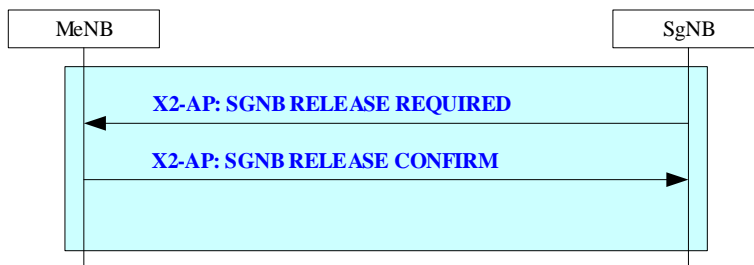 MeNB
SgNB
X2-AP: SGNB RELEASE REQUIRED
X2-AP: SGNB RELEASE CONFIRM